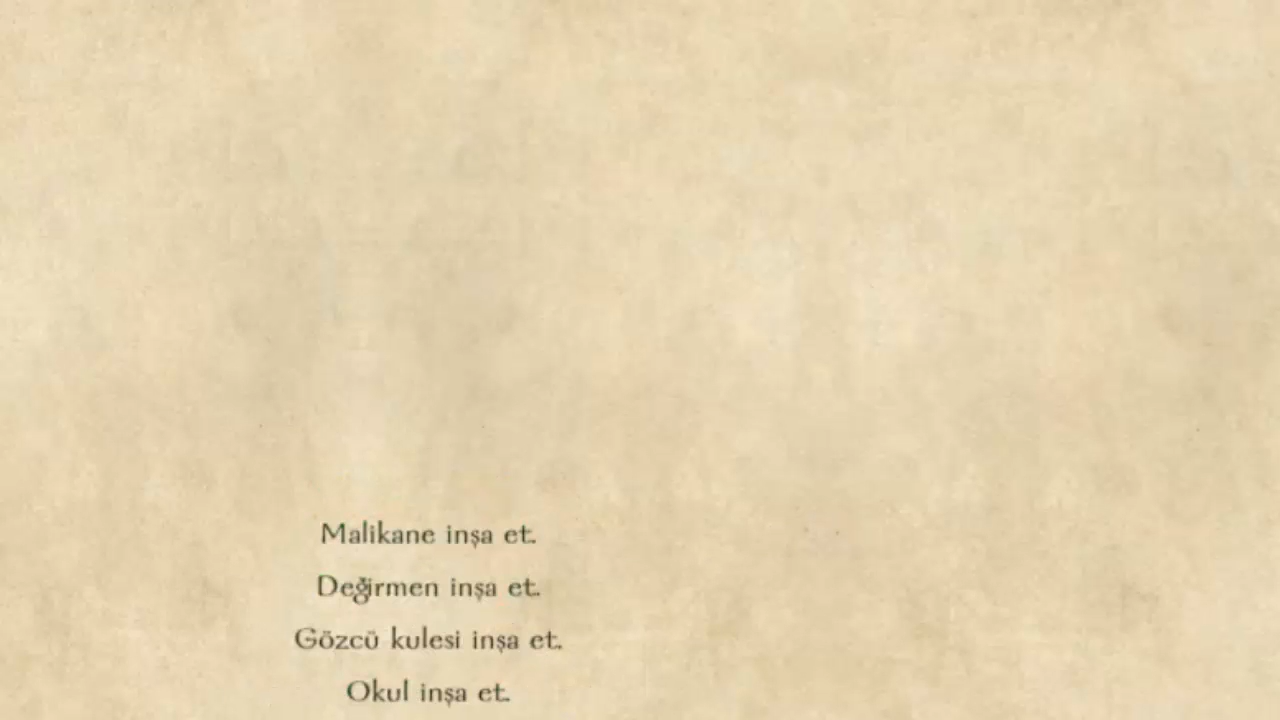 Malikane inşa et.
Değirmen inşa et.
Gözcü kulesi inşa et.
Okul inşa et.